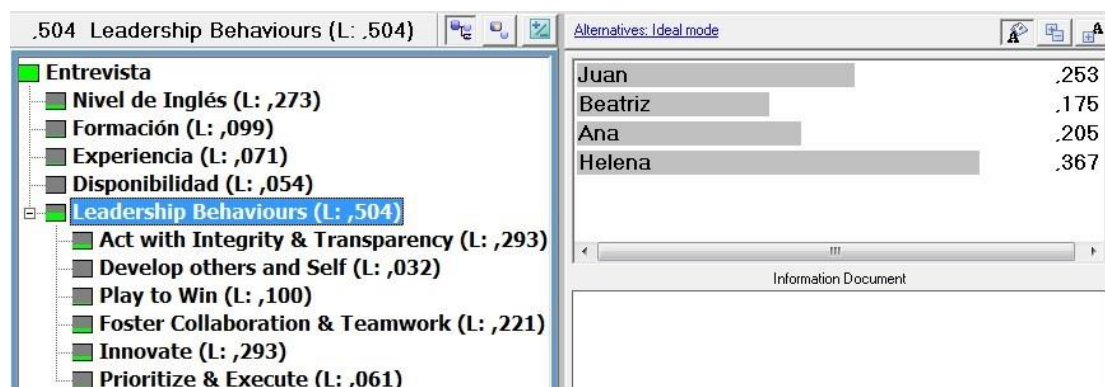 ,504 Leadership Behaviours (L: ,504)
Alternatives: Ideal mode
Entrevista
Nivel de Inglés (L: ,273)
Formación (L: ,099)
Experiencia (L: ,071)
Disponibilidad (L: ,054)
Leadership Behaviours (L: ,504)
Act with Integrity & Transparency (L: ,293)
Develop others and Self (L: ,032)
Play to Win (L: ,100)
Foster Collaboration & Teamwork (L: ,221)
Innovate (L: ,293)
Prioritize & Execute (L: ,061)
Juan ,253
Beatriz ,175
Ana ,205
Helena ,367
Information Document